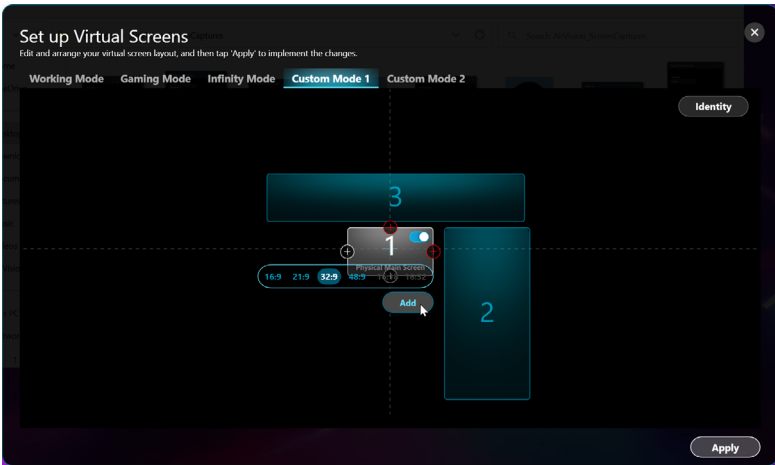 Set up Virtual Screens
Edit and arrange your virtual screen layout, and then tap 'Apply' to implement the changes.
Working Mode Gaming Mode Infinity Mode Custom Mode 1 Custom Mode 2
Identity
3
1
Physical Main Screen
16:9 21:9 32:9 48:9
Add
2
Apply